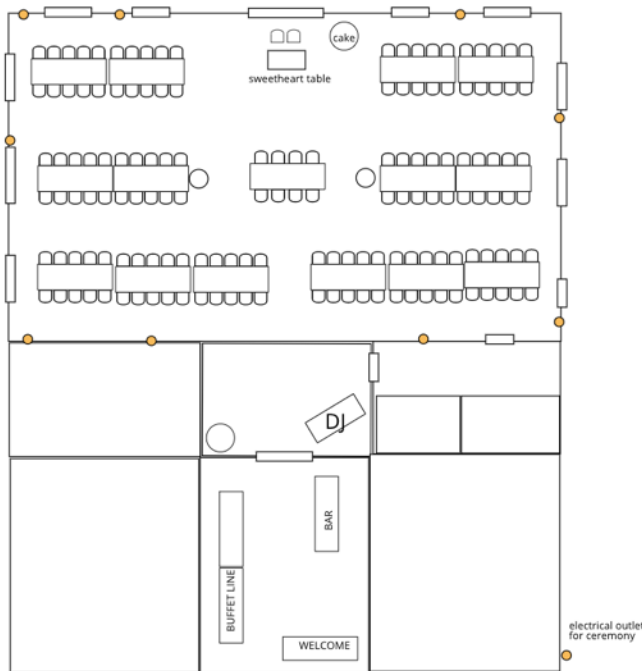 cake
sweetheart table
DJ
BAR
BUFFET LINE
WELCOME
electrical outlet
for ceremony